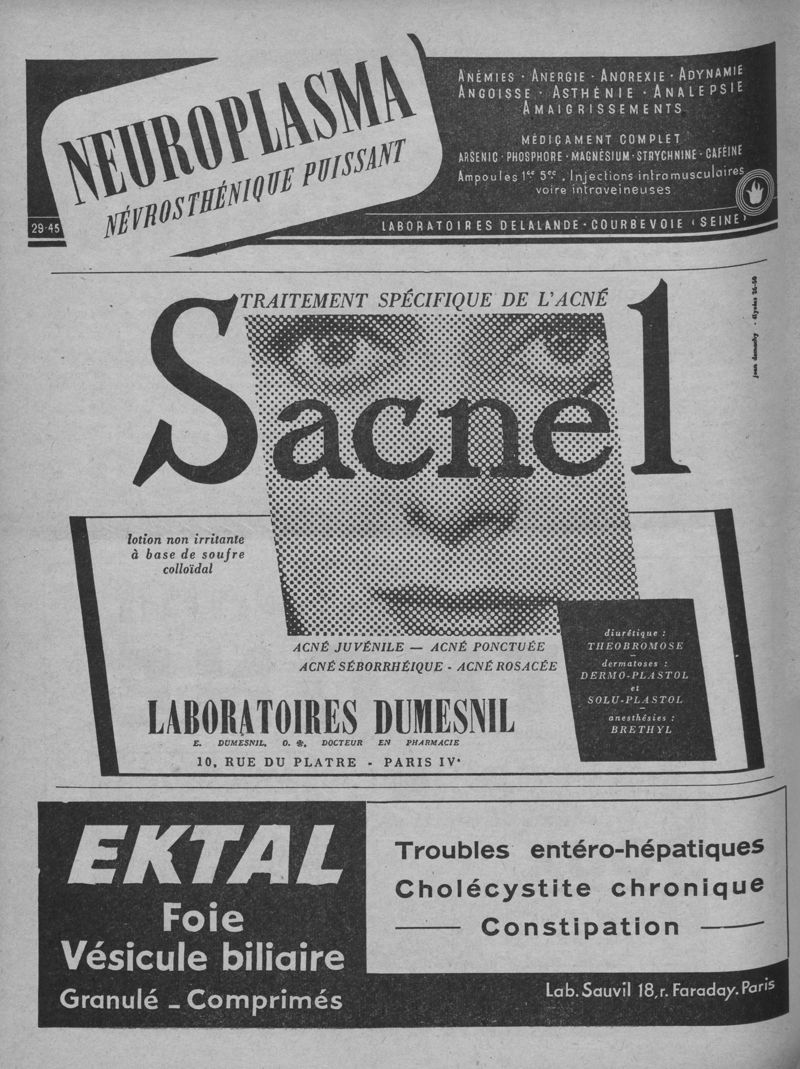 NEUROPLASMA
NÉVROSTHÉNIQUE PUISSANT
29-45
ANÉMIES · ANERGIE · ANOREXIE · ADYNAMIE
ANGOISSE · ASTHÉNIE · ANALEPSIE
AMAIGRISSEMENTS
MÉDICAMENT COMPLET
ARSENIC · PHOSPHORE · MAGNÉSIUM · STRYCHNINE · CAFÉINE
Ampoules 1cc 5cc. Injections intramusculaires
voire intraveineuses
LABORATOIRES DELALANDE · COURBEVOIE (SEINE)
TRAITEMENT SPÉCIFIQUE DE L'ACNÉ
Sacnél
lotion non irritante
à base de soufre
colloïdal
ACNÉ JUVÉNILE — ACNÉ PONCTUÉE
ACNÉ SÉBORRHÉIQUE - ACNÉ ROSACÉE
LABORATOIRES DUMESNIL
E. DUMESNIL, O. ✻, DOCTEUR EN PHARMACIE
10, RUE DU PLATRE - PARIS IVᵉ
diurétique :
THEOBROMOSE
—
dermatoses :
DERMO-PLASTOL
et
SOLU-PLASTOL
—
anesthésies :
BRETHYL
EKTAL
Foie
Vésicule biliaire
Granulé _ Comprimés
Troubles entéro-hépatiques
Cholécystite chronique
— Constipation —
Lab. Sauvil 18, r. Faraday. Paris